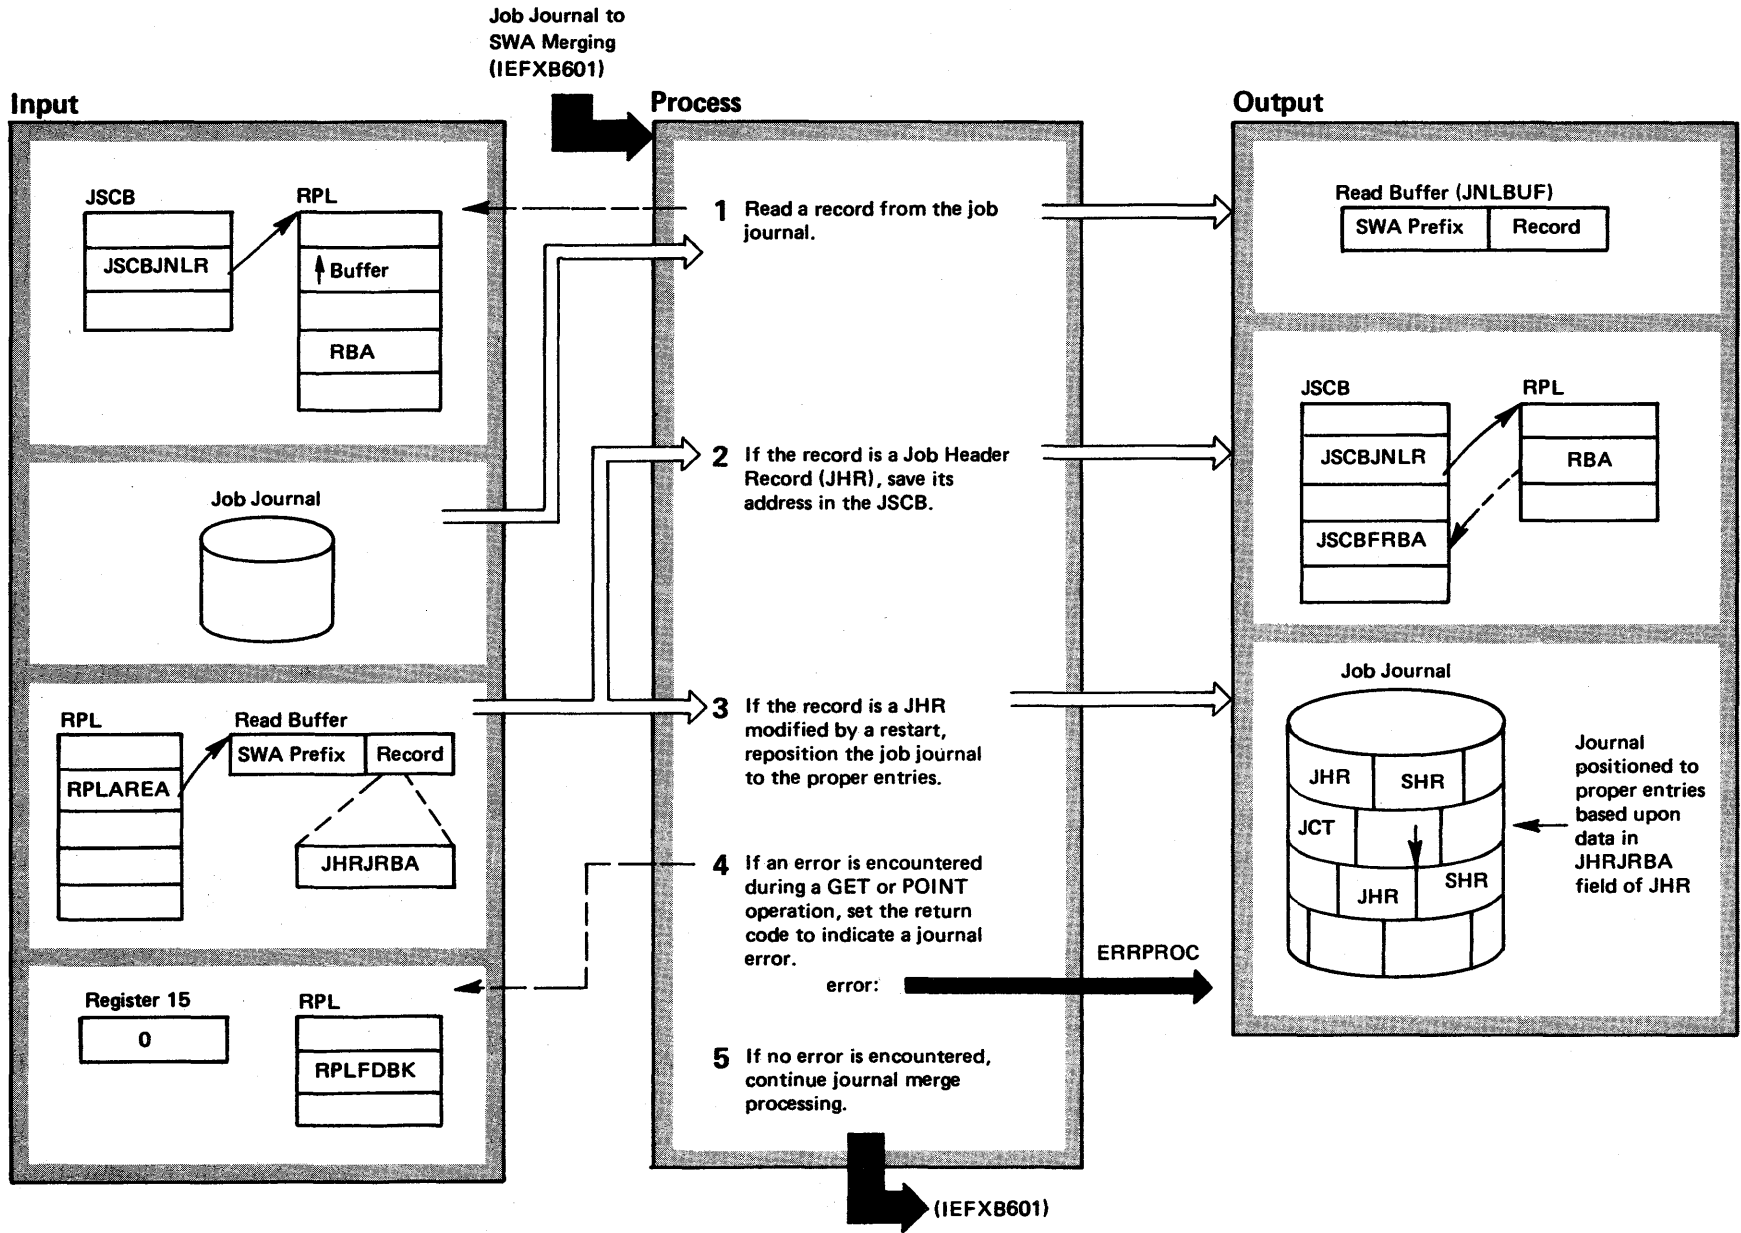 Job Journal to
SWA Merging
(IEFXB601)
Input
JSCB
RPL
JSCBJNLR
Buffer
RBA
Job Journal
RPL
Read Buffer
SWA Prefix
Record
RPLAREA
JHRJRBA
Register 15
0
RPL
RPLFDBK
Process
1 Read a record from the job
journal.
2 If the record is a Job Header
Record (JHR), save its
address in the JSCB.
3 If the record is a JHR
modified by a restart,
reposition the job journal
to the proper entries.
4 If an error is encountered
during a GET or POINT
operation, set the return
code to indicate a journal
error.
error:
ERRPROC
5 If no error is encountered,
continue journal merge
processing.
(IEFXB601)
Output
Read Buffer (JNLBUF)
SWA Prefix
Record
JSCB
RPL
JSCBJNLR
RBA
JSCBFRBA
Job Journal
JHR
SHR
JCT
JHR
SHR
Journal
positioned to
proper entries
based upon
data in
JHRJRBA
field of JHR